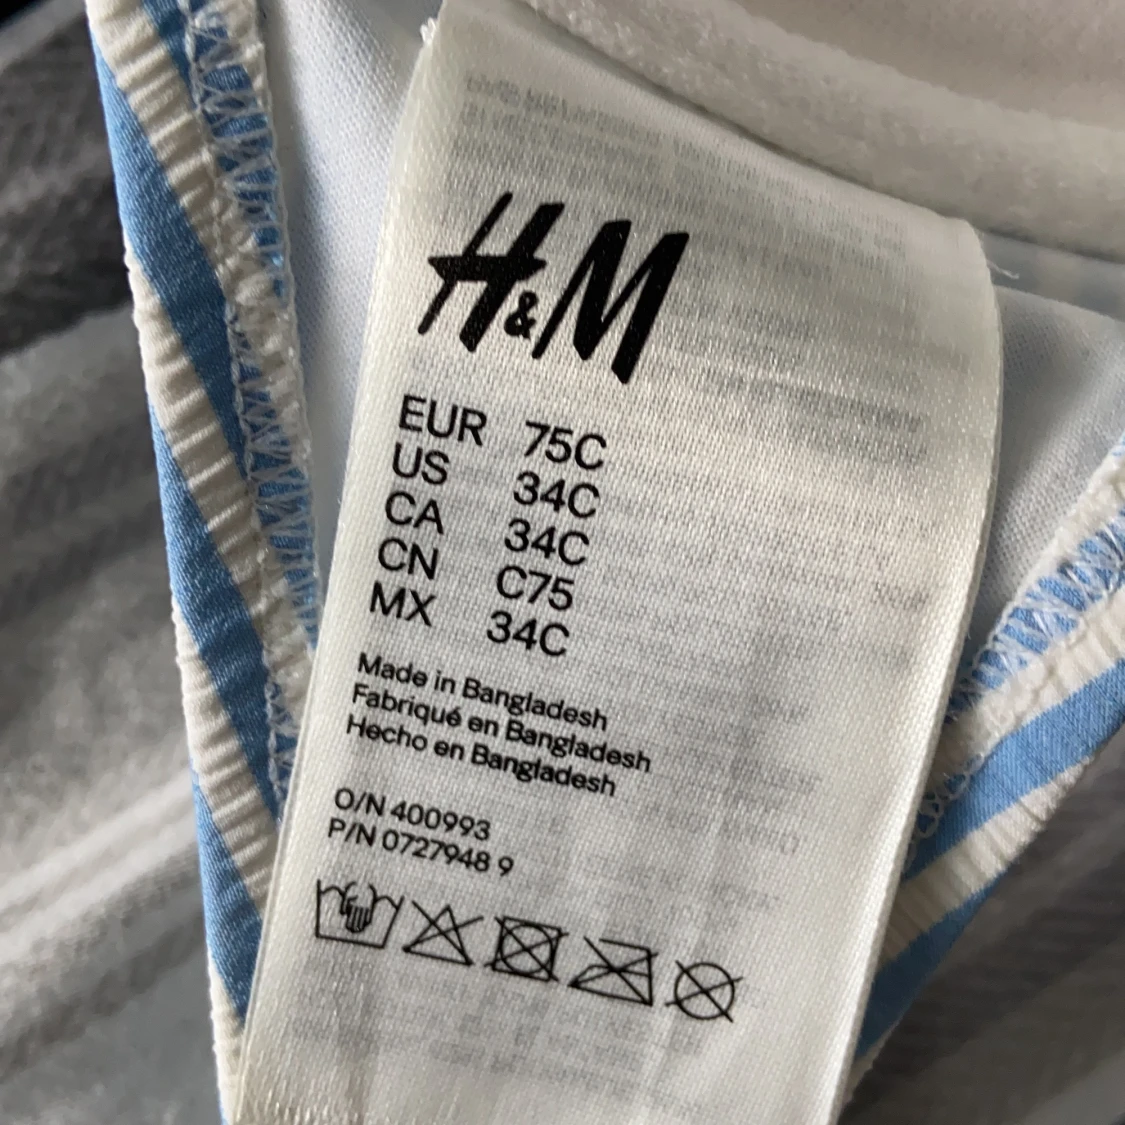 H&M
EUR 75C
US 34C
CA 34C
CN C75
MX 34C
Made in Bangladesh
Fabriqué en Bangladesh
Hecho en Bangladesh
O/N 400993
P/N 0727948 9